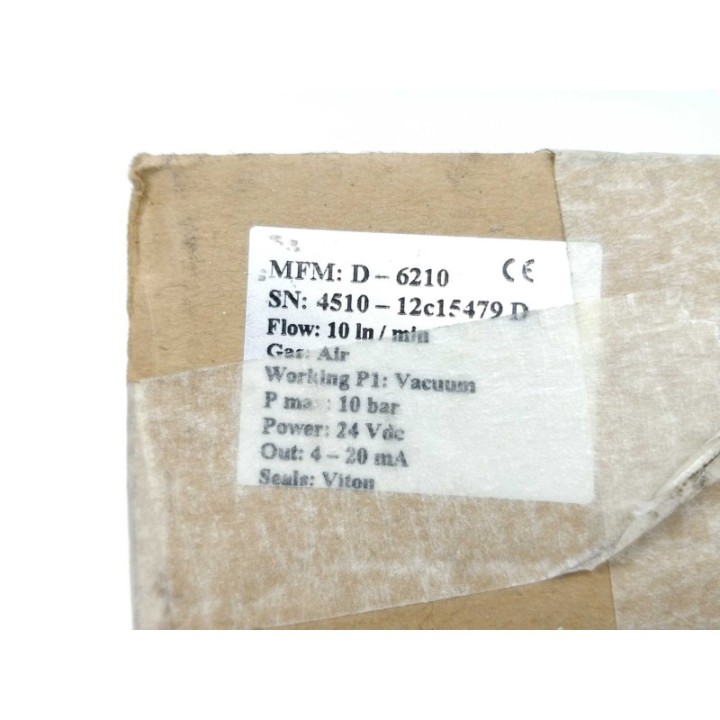 MFM: D – 6210 CE
SN: 4510 – 12c15479 D
Flow: 10 ln / min
Gas: Air
Working P1: Vacuum
P max: 10 bar
Power: 24 Vdc
Out: 4 – 20 mA
Seals: Viton